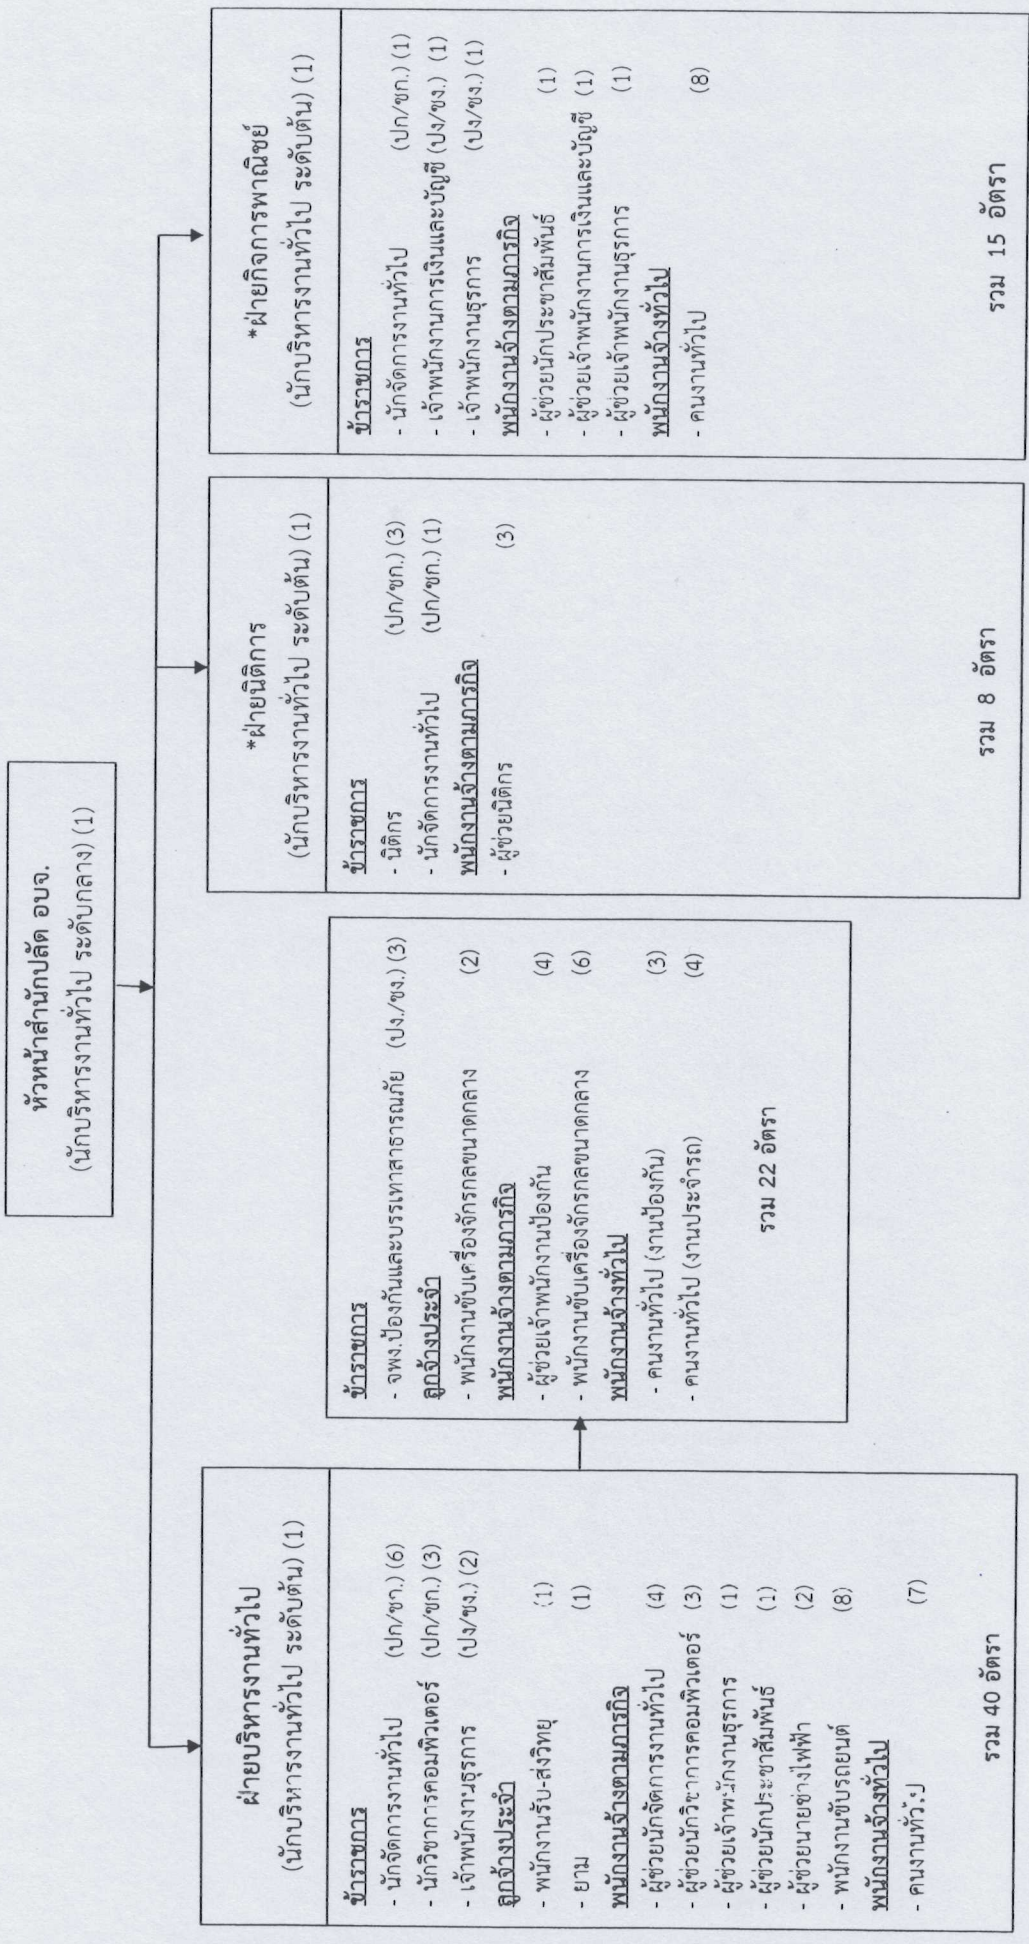 หัวหน้าสำนักปลัด อบจ.
(นักบริหารงานทั่วไป ระดับกลาง) (1)
ฝ่ายบริหารงานทั่วไป
(นักบริหารงานทั่วไป ระดับต้น) (1)
ข้าราชการ
- นักจัดการงานทั่วไป (ปก/ชก.) (6)
- นักวิชาการคอมพิวเตอร์ (ปก/ชก.) (3)
- เจ้าพนักงานธุรการ (ปง/ชง.) (2)
ลูกจ้างประจำ
- พนักงานรับ-ส่งวิทยุ (1)
- ยาม (1)
พนักงานจ้างตามภารกิจ
- ผู้ช่วยนักจัดการงานทั่วไป (4)
- ผู้ช่วยนักวิชาการคอมพิวเตอร์ (3)
- ผู้ช่วยเจ้าพนักงานธุรการ (1)
- ผู้ช่วยนักประชาสัมพันธ์ (1)
- ผู้ช่วยนายช่างไฟฟ้า (2)
- พนักงานขับรถยนต์ (8)
พนักงานจ้างทั่วไป
- คนงานทั่วไป (7)
รวม 40 อัตรา
ข้าราชการ
- จพง.ป้องกันและบรรเทาสาธารณภัย (ปง./ชง.) (3)
ลูกจ้างประจำ
- พนักงานขับเครื่องจักรกลขนาดกลาง (2)
พนักงานจ้างตามภารกิจ
- ผู้ช่วยเจ้าพนักงานป้องกัน (4)
- พนักงานขับเครื่องจักรกลขนาดกลาง (6)
พนักงานจ้างทั่วไป
- คนงานทั่วไป (งานป้องกัน) (3)
- คนงานทั่วไป (งานประจำรถ) (4)
รวม 22 อัตรา
*ฝ่ายนิติการ
(นักบริหารงานทั่วไป ระดับต้น) (1)
ข้าราชการ
- นิติกร (ปก/ชก.) (3)
- นักจัดการงานทั่วไป (ปก/ชก.) (1)
พนักงานจ้างตามภารกิจ
- ผู้ช่วยนิติกร (3)
รวม 8 อัตรา
*ฝ่ายกิจการพาณิชย์
(นักบริหารงานทั่วไป ระดับต้น) (1)
ข้าราชการ
- นักจัดการงานทั่วไป (ปก/ชก.) (1)
- เจ้าพนักงานการเงินและบัญชี (ปง/ชง.) (1)
- เจ้าพนักงานธุรการ (ปง/ชง.) (1)
พนักงานจ้างตามภารกิจ
- ผู้ช่วยนักประชาสัมพันธ์ (1)
- ผู้ช่วยเจ้าพนักงานการเงินและบัญชี (1)
- ผู้ช่วยเจ้าพนักงานธุรการ (1)
พนักงานจ้างทั่วไป
- คนงานทั่วไป (8)
รวม 15 อัตรา